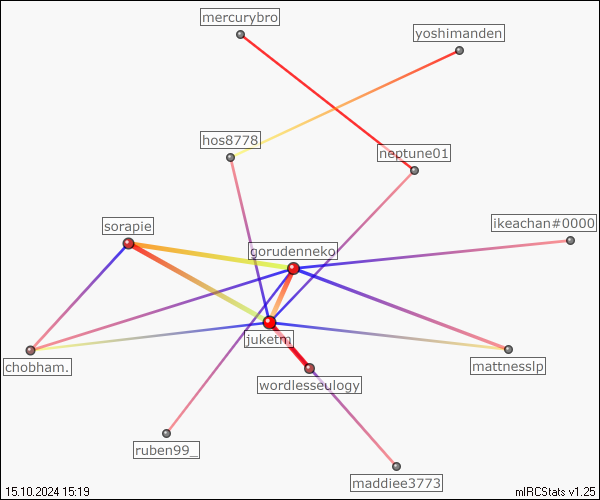 mercurybro
yoshimanden
hos8778
neptune01
sorapie
ikeachan#0000
gorudenneko
juketm
chobham.
mattnesslp
wordlesseulogy
ruben99_
maddiee3773
15.10.2024 15:19
mIRCStats v1.25